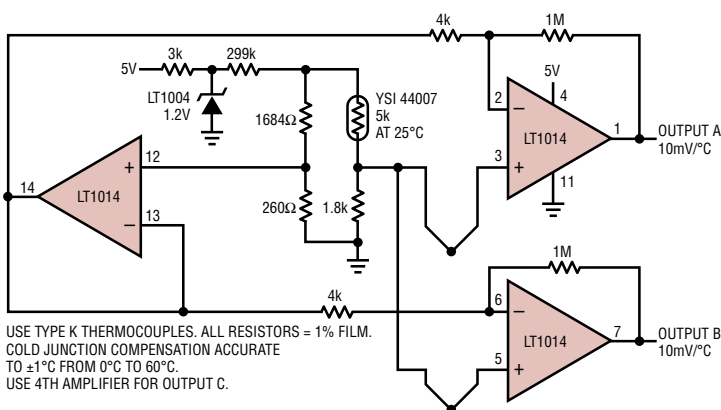 4k
1M
5V
3k
299k
LT1004
1.2V
1684Ω
YSI 44007
5k
AT 25°C
5V
2
4
–
LT1014
1
OUTPUT A
10mV/°C
3
+
11
12
+
14
LT1014
13
–
260Ω
1.8k
1M
4k
6
–
LT1014
7
OUTPUT B
10mV/°C
5
+
USE TYPE K THERMOCOUPLES. ALL RESISTORS = 1% FILM.
COLD JUNCTION COMPENSATION ACCURATE
TO ±1°C FROM 0°C TO 60°C.
USE 4TH AMPLIFIER FOR OUTPUT C.